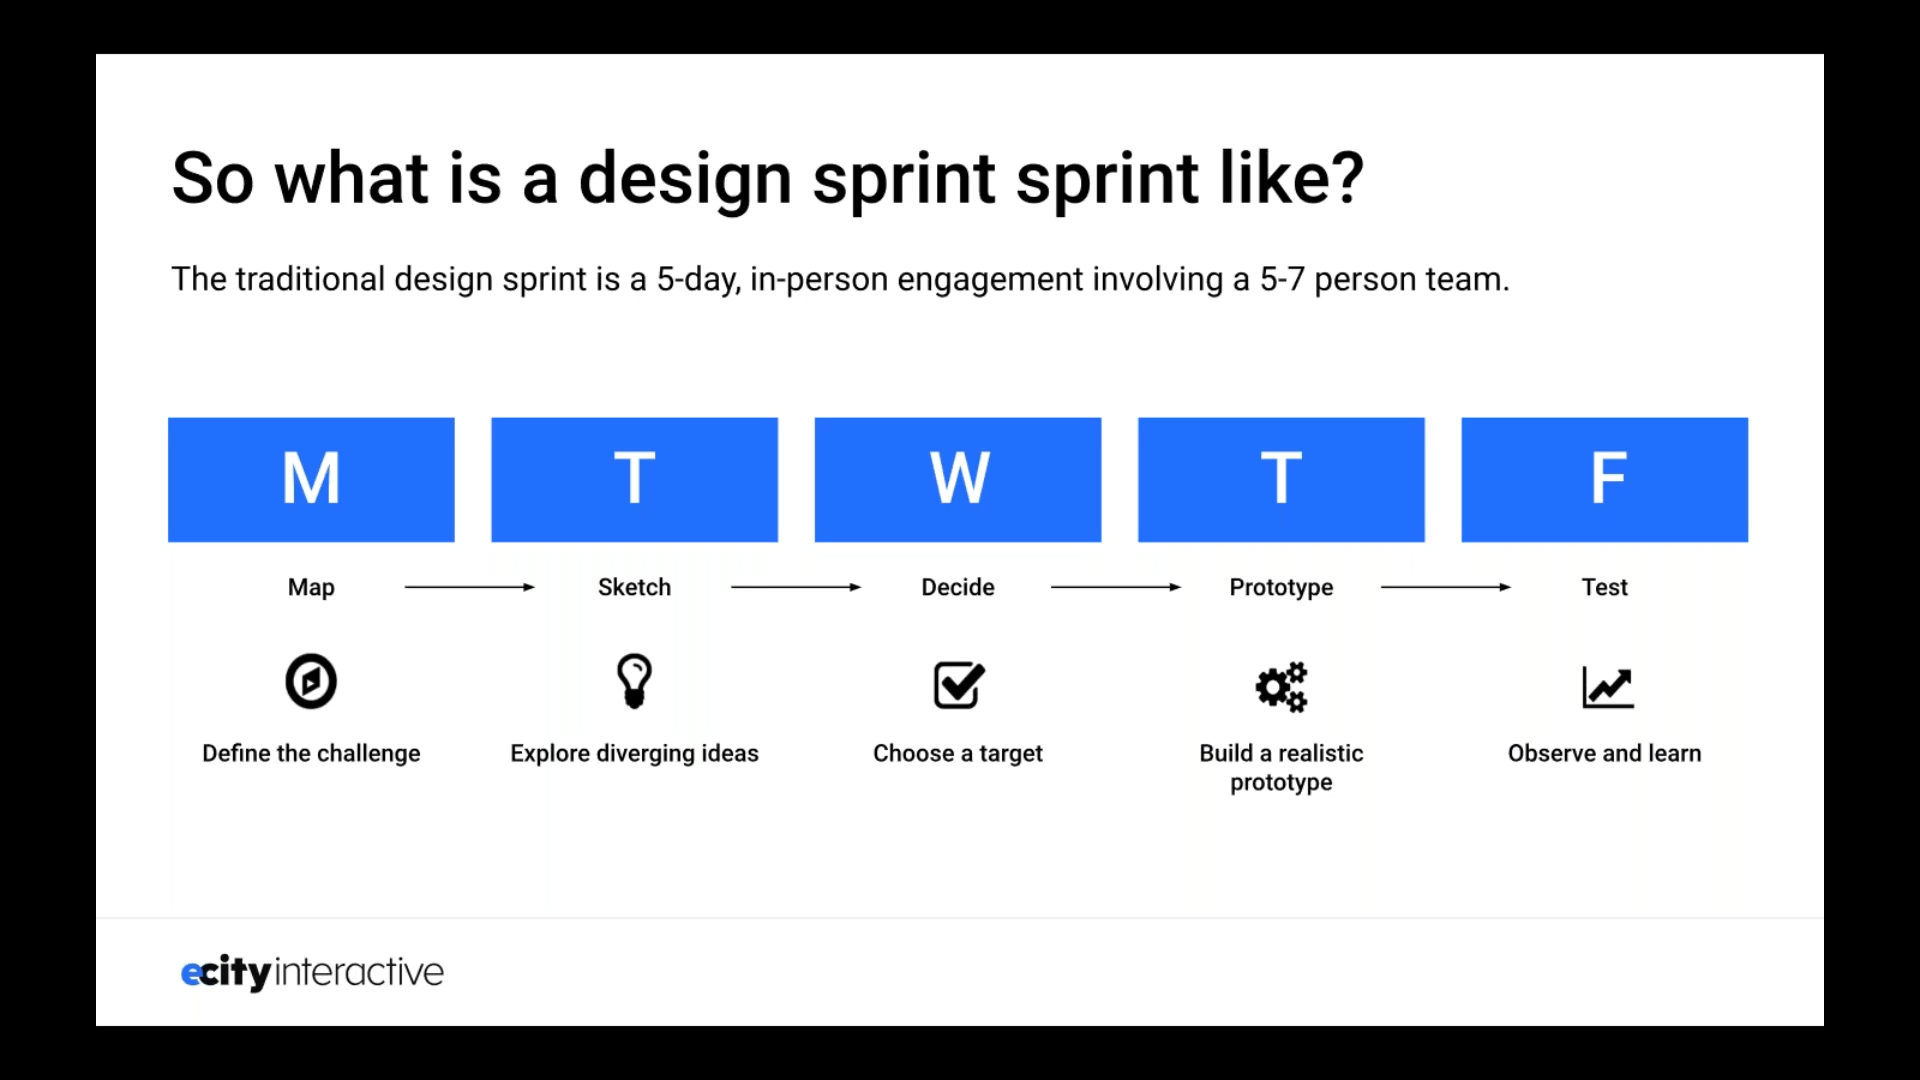 So what is a design sprint sprint like?
The traditional design sprint is a 5-day, in-person engagement involving a 5-7 person team.
M T W T F
Map Sketch Decide Prototype Test
Define the challenge Explore diverging ideas Choose a target Build a realistic Observe and learn
prototype
ecity interactive